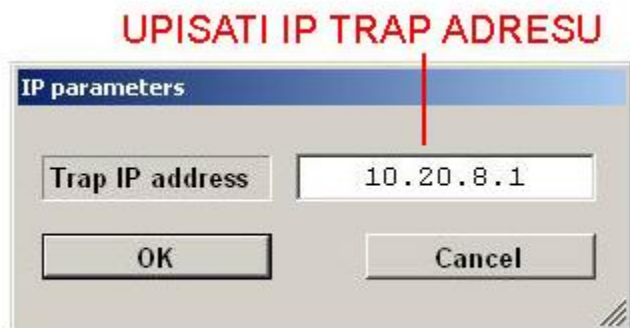 UPISATI IP TRAP ADRESU
IP parameters
Trap IP address 10.20.8.1
OK Cancel